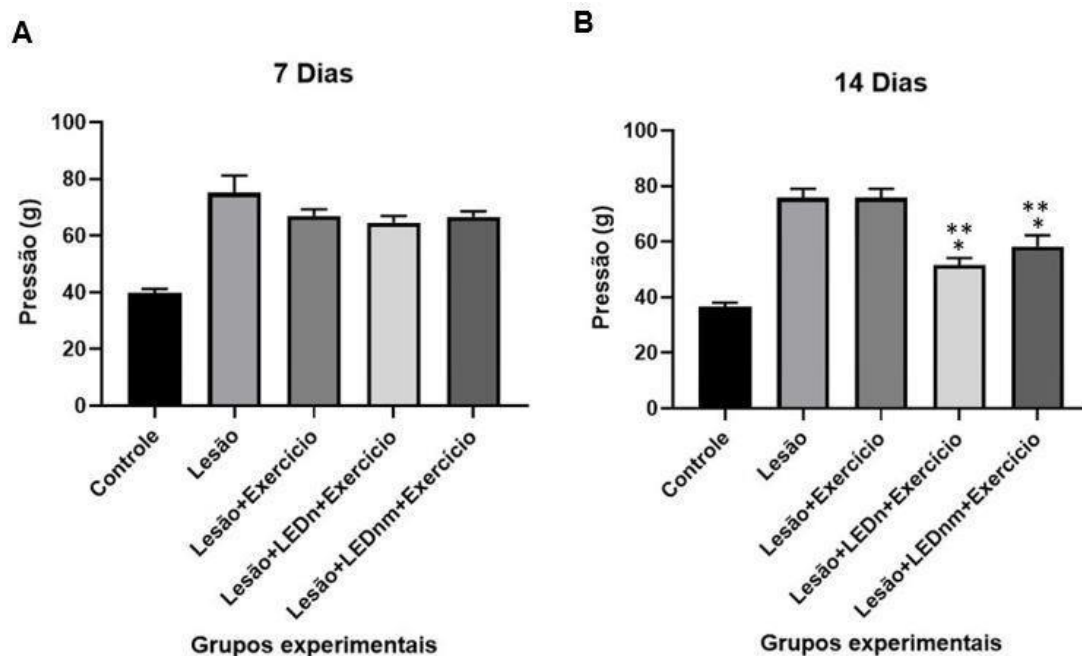 A
7 Dias
Pressão (g)
100
80
60
40
20
0
Controle
Lesão
Lesão+Exercício
Lesão+LEDn+Exercício
Lesão+LEDnm+Exercício
Grupos experimentais
B
14 Dias
Pressão (g)
100
80
60
40
20
0
**
*
**
*
Controle
Lesão
Lesão+Exercício
Lesão+LEDn+Exercício
Lesão+LEDnm+Exercício
Grupos experimentais